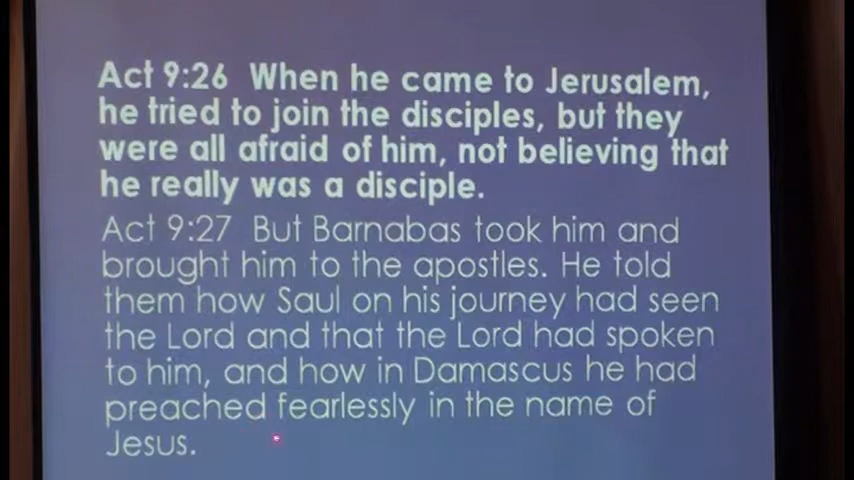 Act 9:26 When he came to Jerusalem,
he tried to join the disciples, but they
were all afraid of him, not believing that
he really was a disciple.
Act 9:27 But Barnabas took him and
brought him to the apostles. He told
them how Saul on his journey had seen
the Lord and that the Lord had spoken
to him, and how in Damascus he had
preached fearlessly in the name of
Jesus.